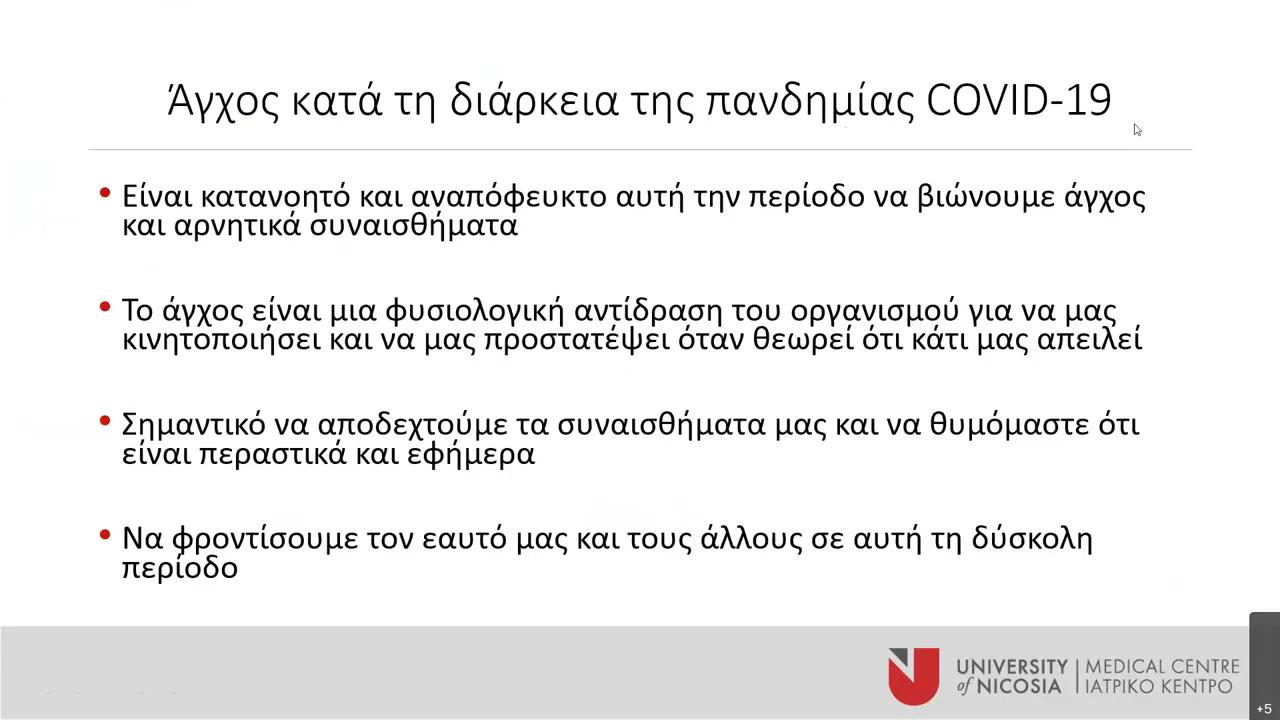 Άγχος κατά τη διάρκεια της πανδημίας COVID-19
• Είναι κατανοητό και αναπόφευκτο αυτή την περίοδο να βιώνουμε άγχος
και αρνητικά συναισθήματα
• Το άγχος είναι μια φυσιολογική αντίδραση του οργανισμού για να μας
κινητοποιήσει και να μας προστατέψει όταν θεωρεί ότι κάτι μας απειλεί
• Σημαντικό να αποδεχτούμε τα συναισθήματα μας και να θυμόμαστε ότι
είναι περαστικά και εφήμερα
• Να φροντίσουμε τον εαυτό μας και τους άλλους σε αυτή τη δύσκολη
περίοδο
UNIVERSITY
of NICOSIA
MEDICAL CENTRE
ΙΑΤΡΙΚΟ ΚΕΝΤΡΟ
+5